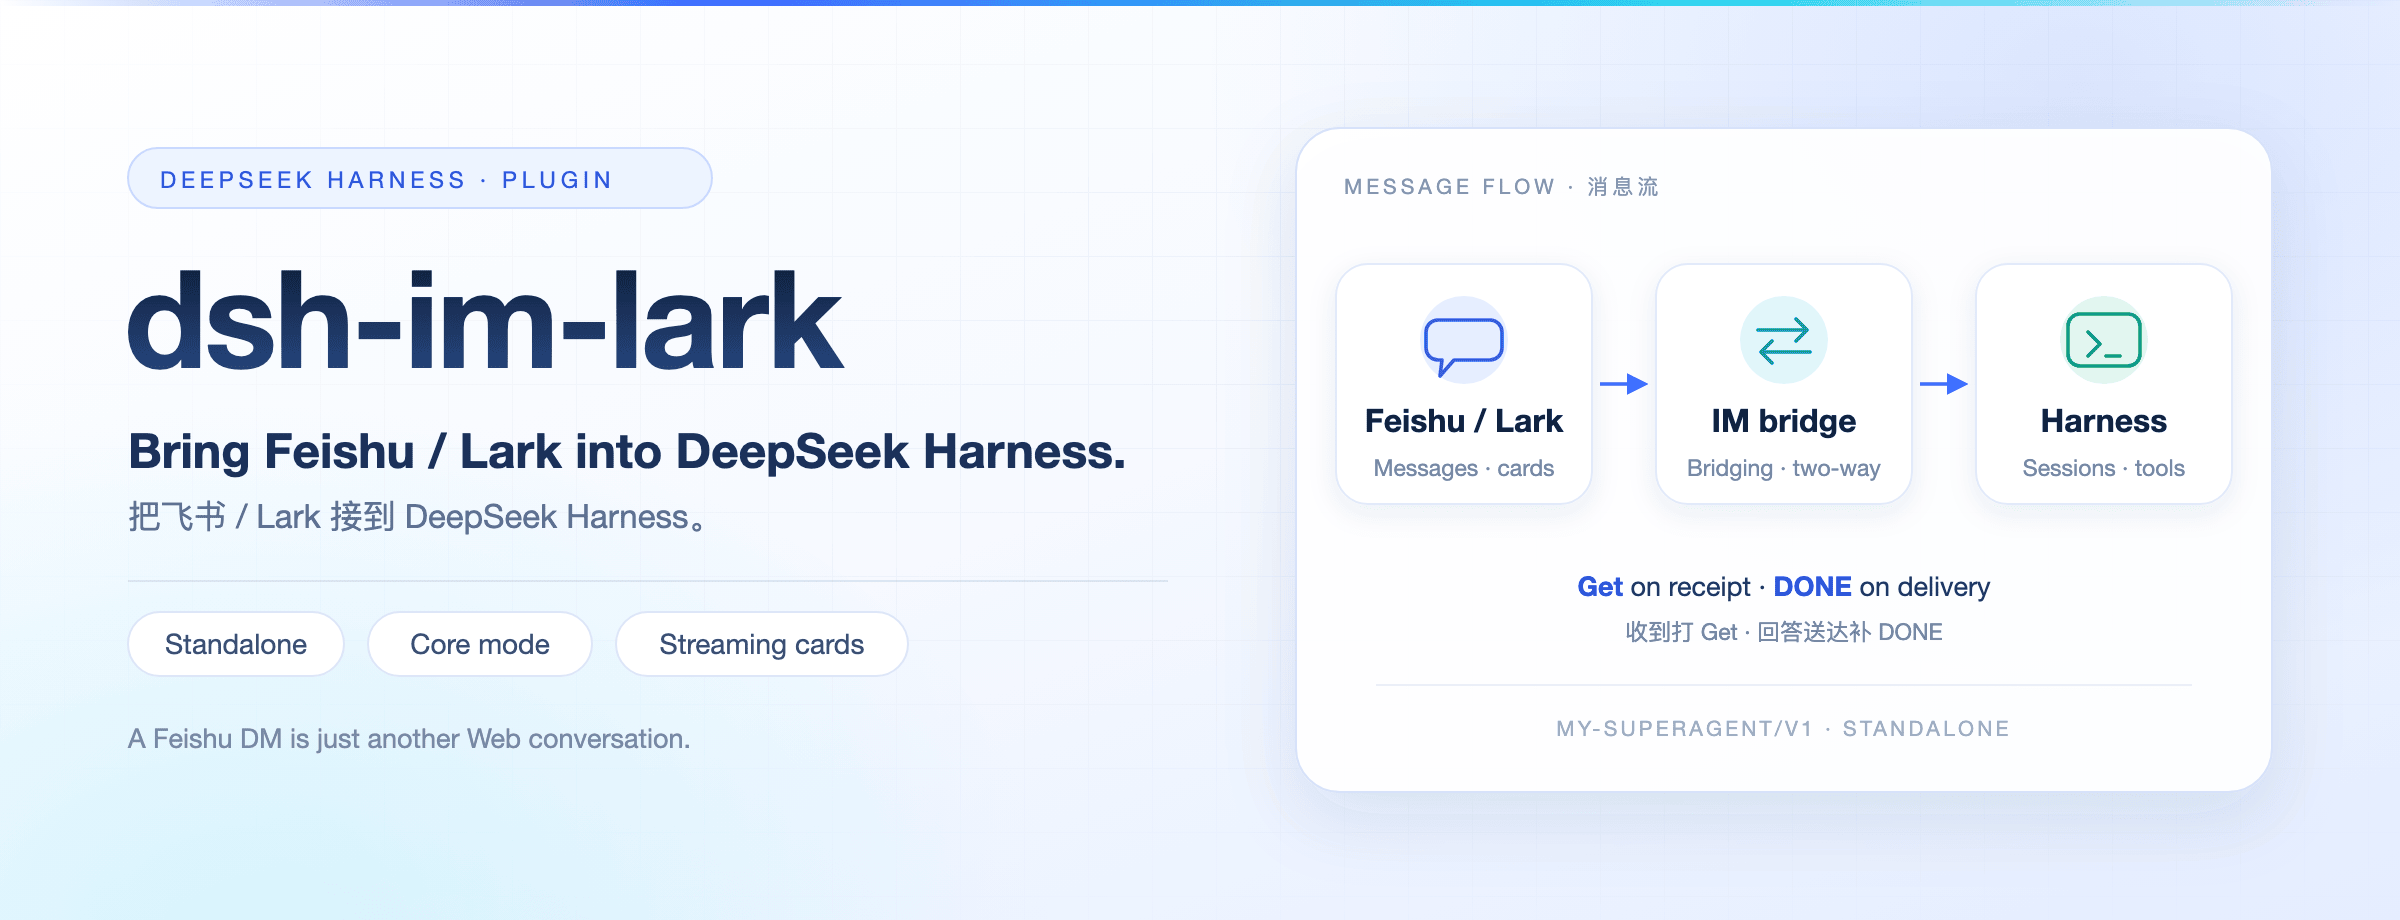 DEEPSEEK HARNESS · PLUGIN
dsh-im-lark
Bring Feishu / Lark into DeepSeek Harness.
把飞书 / Lark 接到 DeepSeek Harness。
Standalone
Core mode
Streaming cards
A Feishu DM is just another Web conversation.
MESSAGE FLOW · 消息流
Feishu / Lark
Messages · cards
IM bridge
Bridging · two-way
Harness
Sessions · tools
Get on receipt · DONE on delivery
收到打 Get · 回答送达补 DONE
MY-SUPERAGENT/V1 · STANDALONE